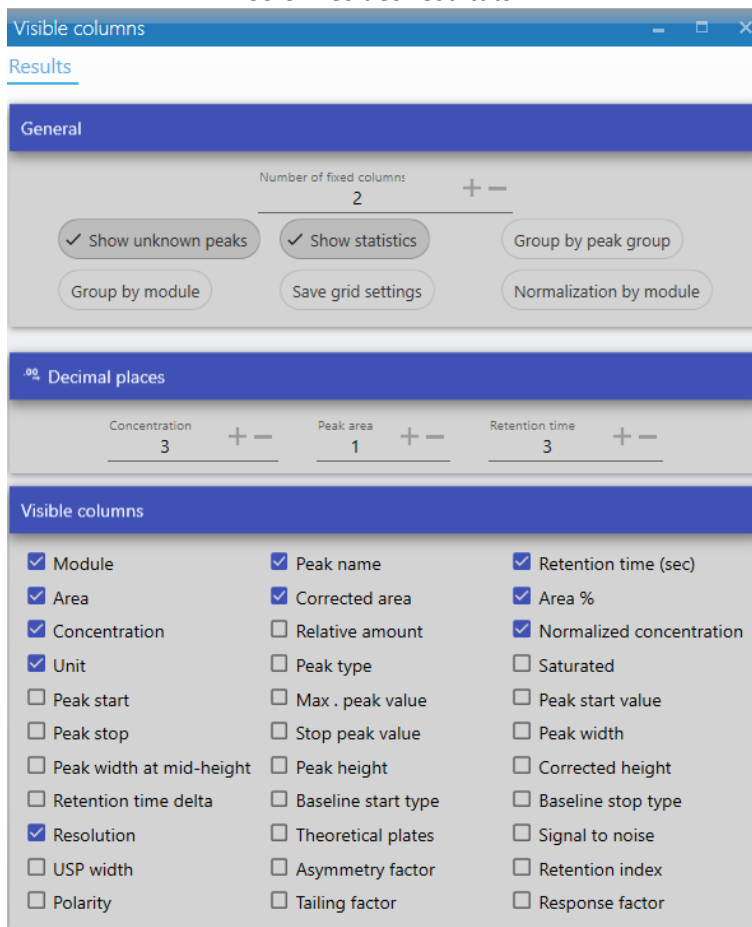 Visible columns
Results
General
Number of fixed columns
2
Show unknown peaks Show statistics Group by peak group
Group by module Save grid settings Normalization by module
.00 Decimal places
Concentration Peak area Retention time
3 1 3
Visible columns
Module Peak name Retention time (sec)
Area Corrected area Area %
Concentration Relative amount Normalized concentration
Unit Peak type Saturated
Peak start Max . peak value Peak start value
Peak stop Stop peak value Peak width
Peak width at mid-height Peak height Corrected height
Retention time delta Baseline start type Baseline stop type
Resolution Theoretical plates Signal to noise
USP width Asymmetry factor Retention index
Polarity Tailing factor Response factor